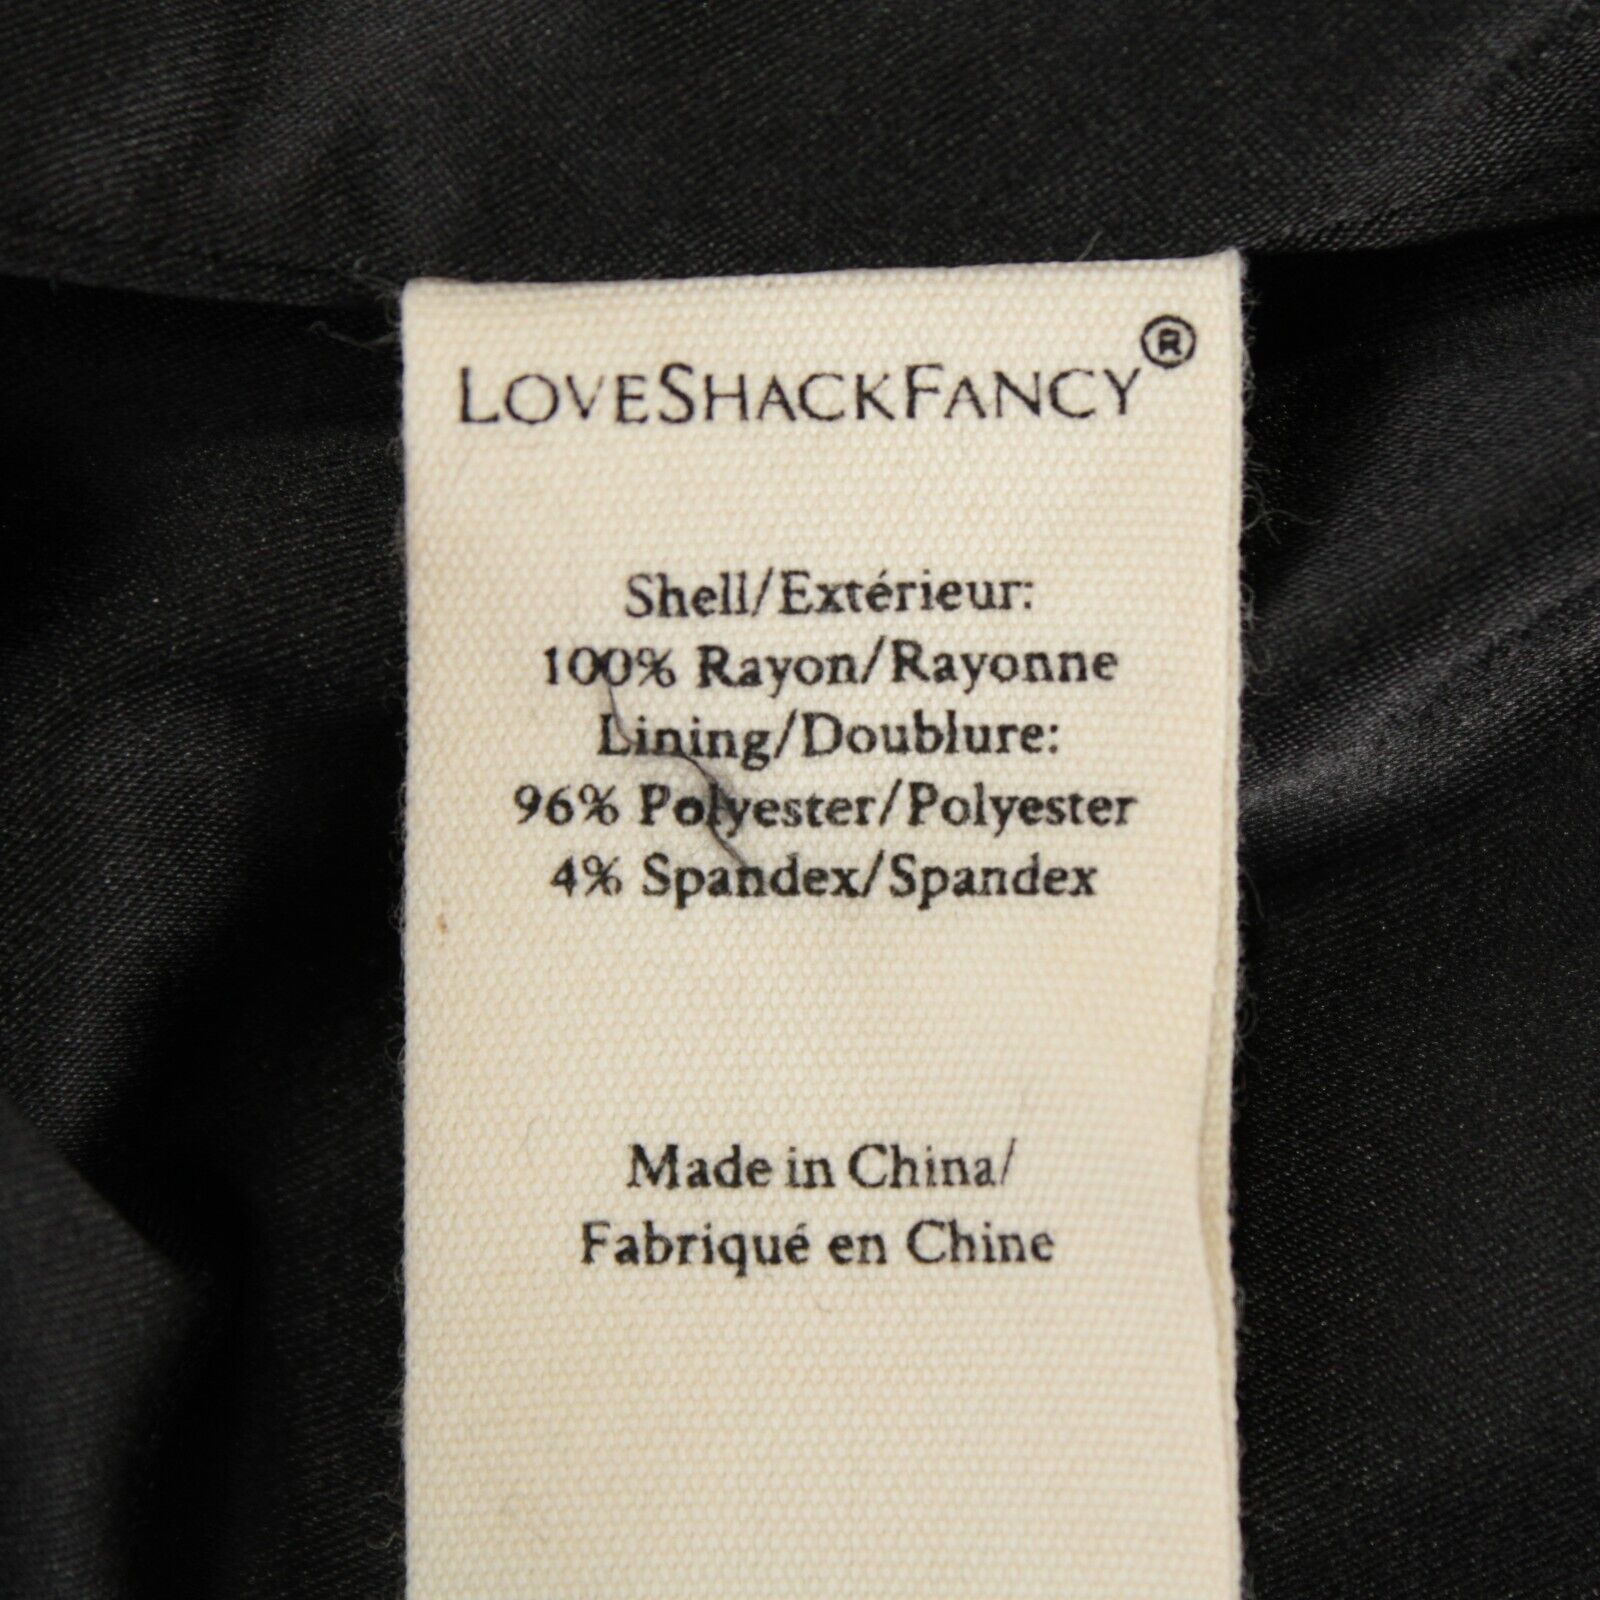 LOVESHACKFANCY®
Shell/Extérieur:
100% Rayon/Rayonne
Lining/Doublure:
96% Polyester/Polyester
4% Spandex/Spandex
Made in China/
Fabriqué en Chine